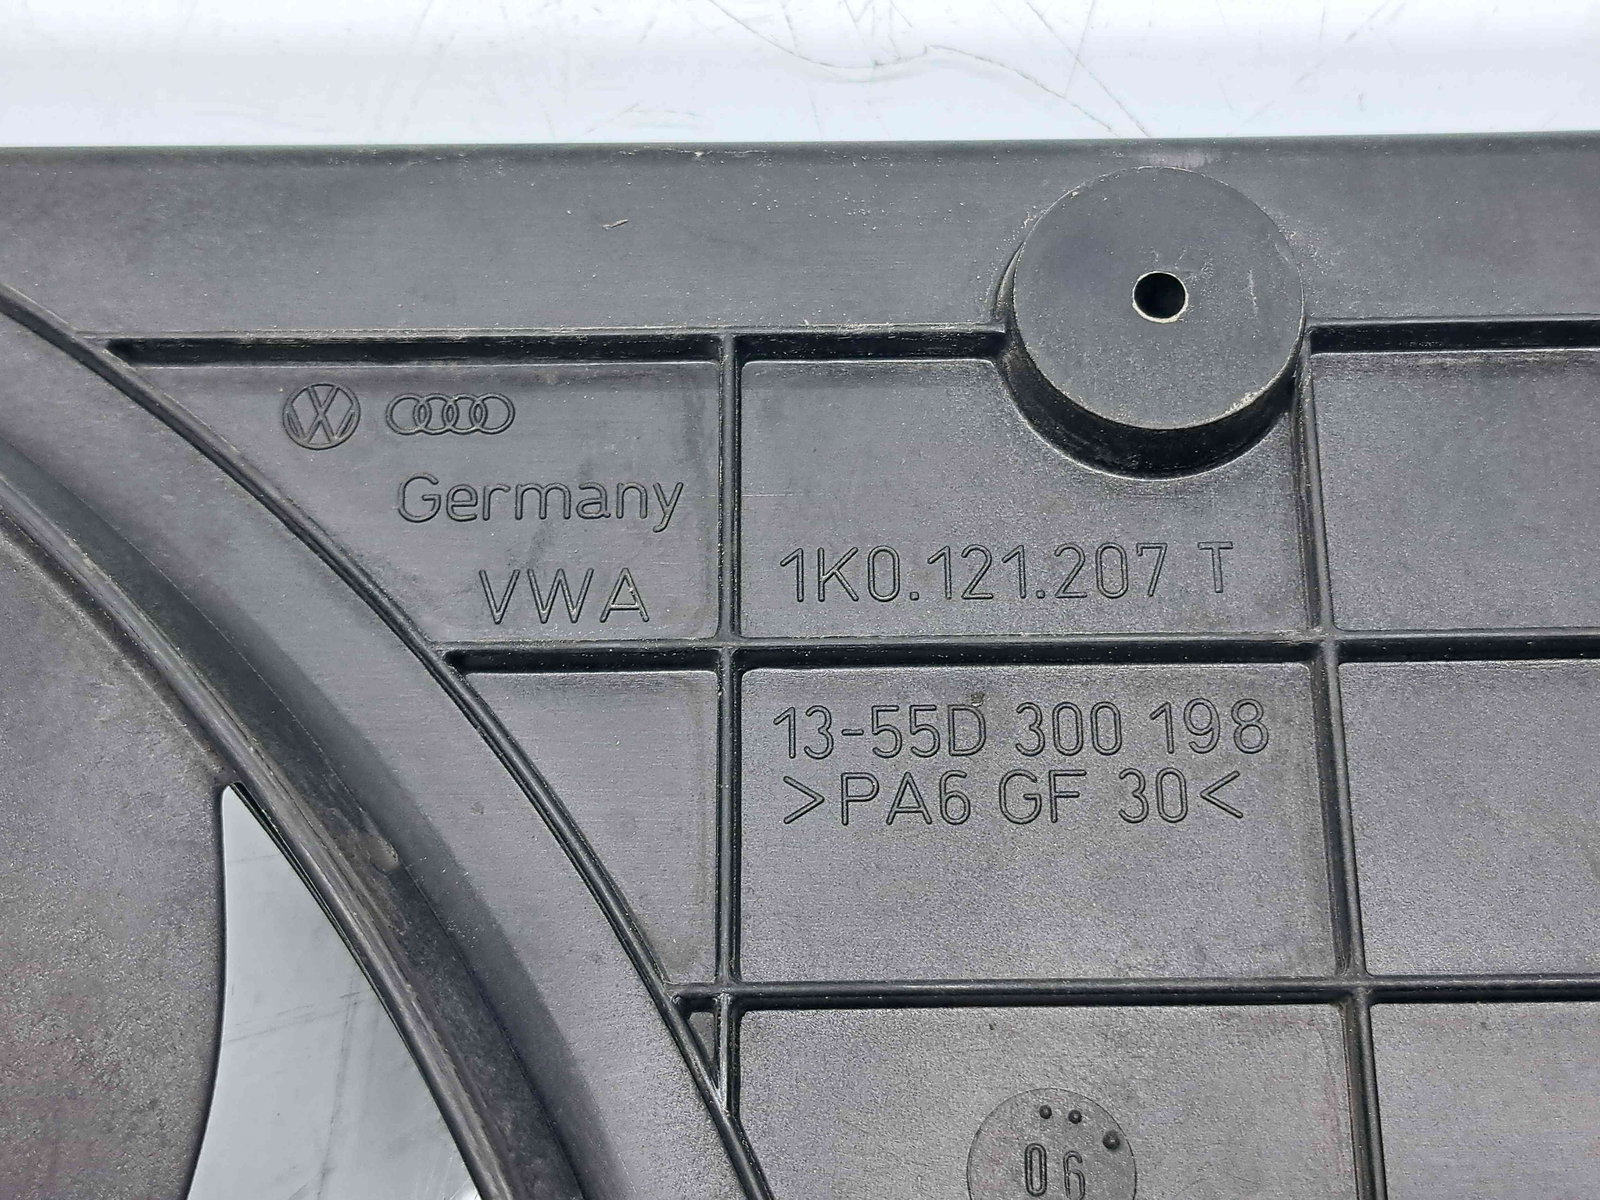 Germany
VWA
1K0.121.207 T
13-55D 300 198
>PA6 GF 30<
06